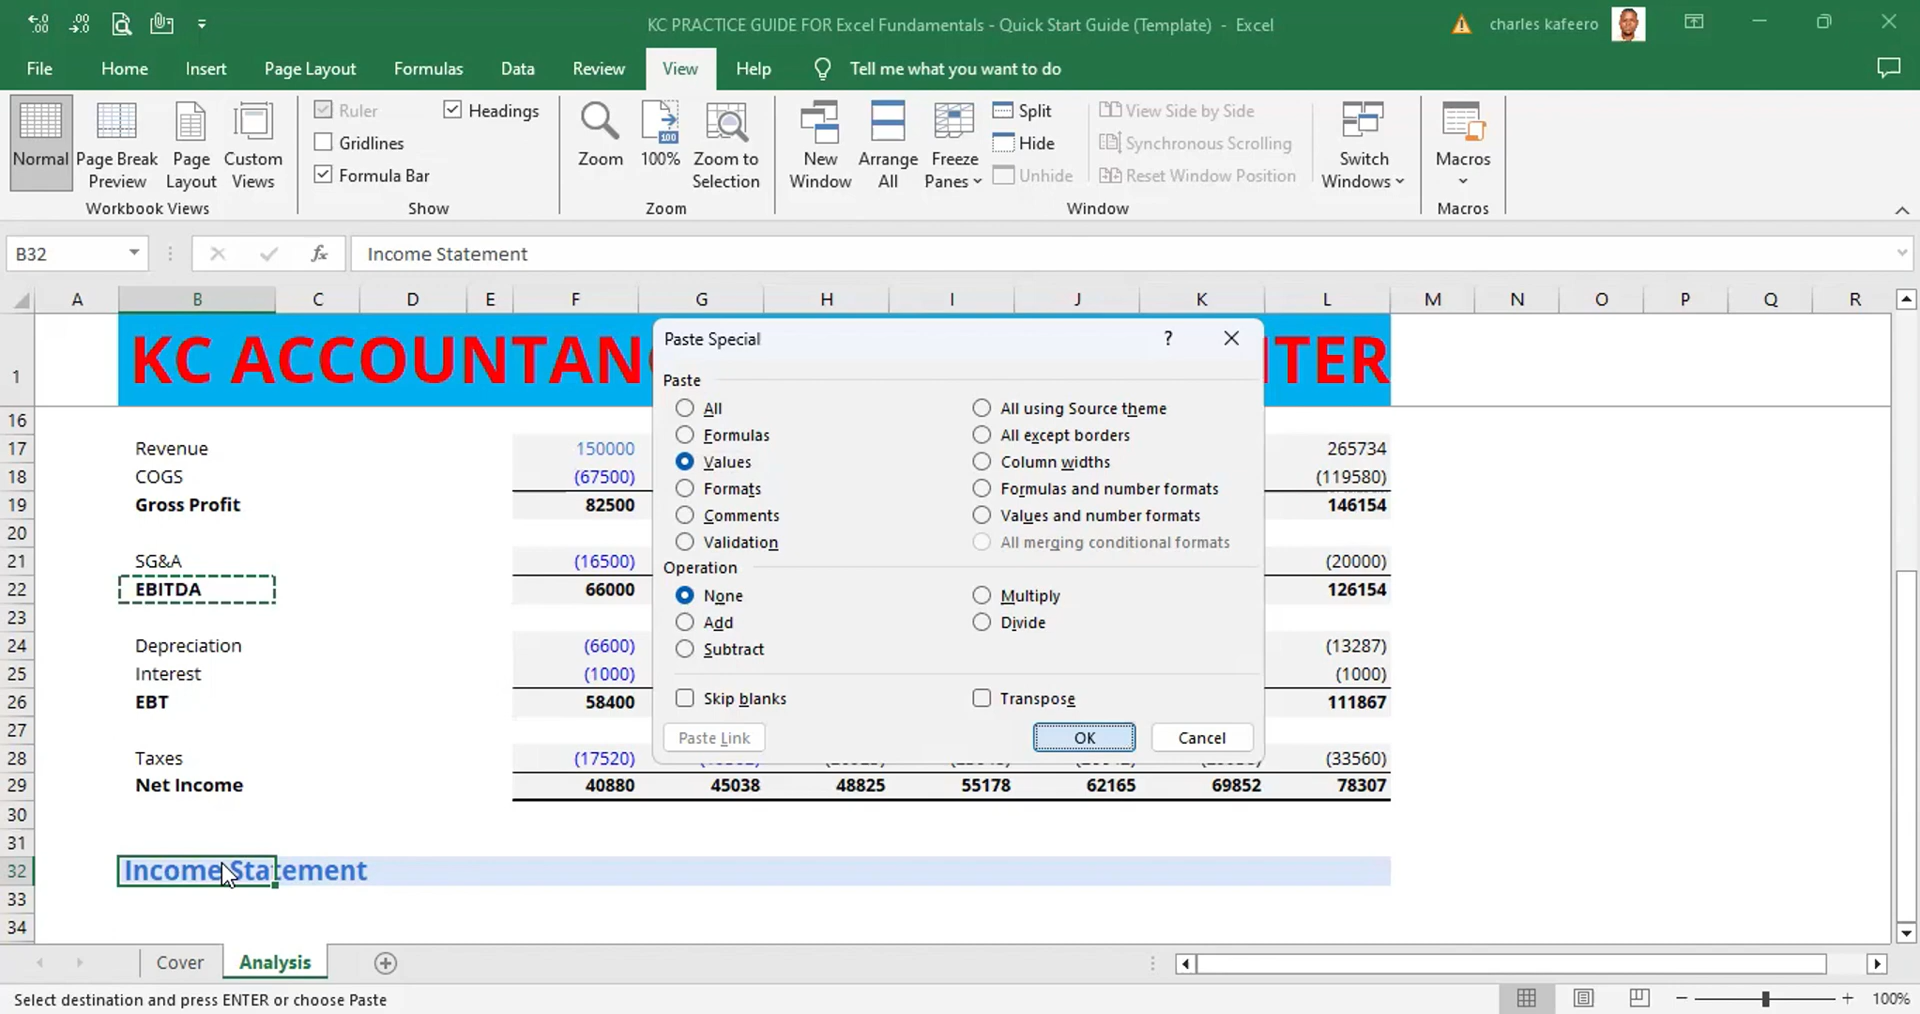 KC PRACTICE GUIDE FOR Excel Fundamentals - Quick Start Guide (Template) - Excel
charles kafeero
File Home Insert Page Layout Formulas Data Review View Help Tell me what you want to do
Normal Page Break Preview Page Layout Custom Views
Workbook Views
Ruler Headings
Gridlines
Formula Bar
Show
Zoom 100% Zoom to Selection
Zoom
New Window Arrange All Freeze Panes
Split
Hide
Unhide
View Side by Side
Synchronous Scrolling
Reset Window Position
Window
Switch Windows
Macros
Macros
B32 fx Income Statement
A B C D E F G H I J K L M N O P Q R
1 KC ACCOUNTAN TER
16
17 Revenue 150000 265734
18 COGS (67500) (119580)
19 Gross Profit 82500 146154
20
21 SG&A (16500) (20000)
22 EBITDA 66000 126154
23
24 Depreciation (6600) (13287)
25 Interest (1000) (1000)
26 EBT 58400 111867
27
28 Taxes (17520) (33560)
29 Net Income 40880 45038 48825 55178 62165 69852 78307
30
31
32 Income Statement
33
34
Paste Special ?
Paste
All All using Source theme
Formulas All except borders
Values Column widths
Formats Formulas and number formats
Comments Values and number formats
Validation All merging conditional formats
Operation
None Multiply
Add Divide
Subtract
Skip blanks Transpose
Paste Link OK Cancel
Cover Analysis
Select destination and press ENTER or choose Paste 100%